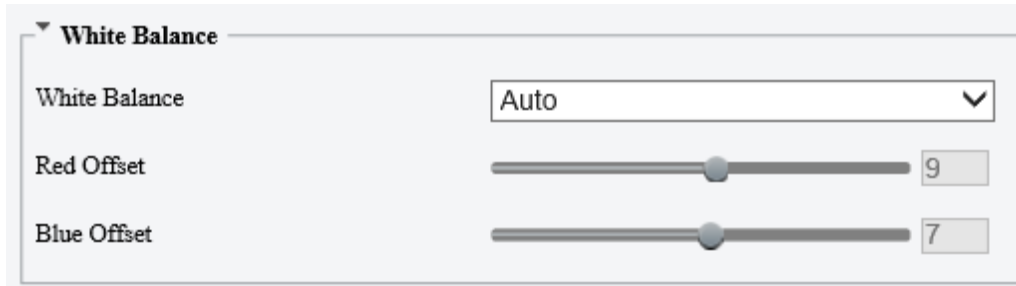 White Balance
White Balance Auto
Red Offset 9
Blue Offset 7